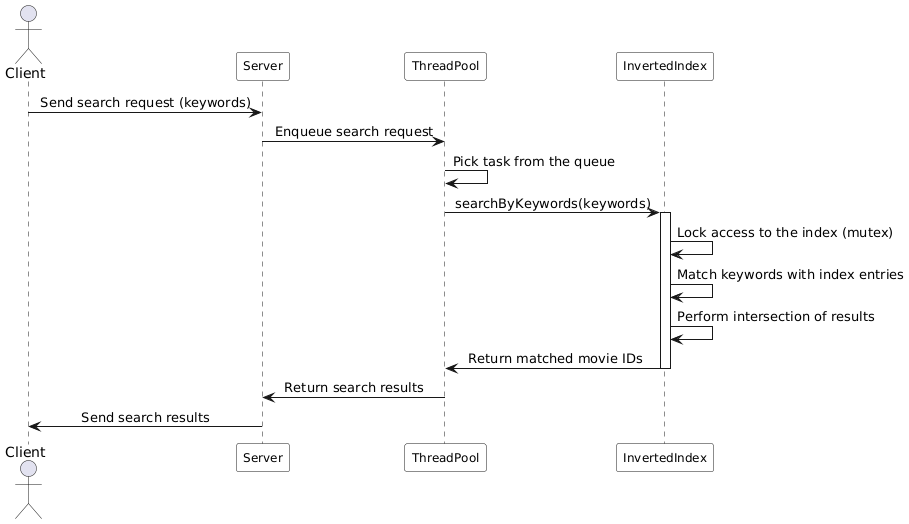 Client
Server
ThreadPool
InvertedIndex
Send search request (keywords)
Enqueue search request
Pick task from the queue
searchByKeywords(keywords)
Lock access to the index (mutex)
Match keywords with index entries
Perform intersection of results
Return matched movie IDs
Return search results
Send search results
Client
Server
ThreadPool
InvertedIndex